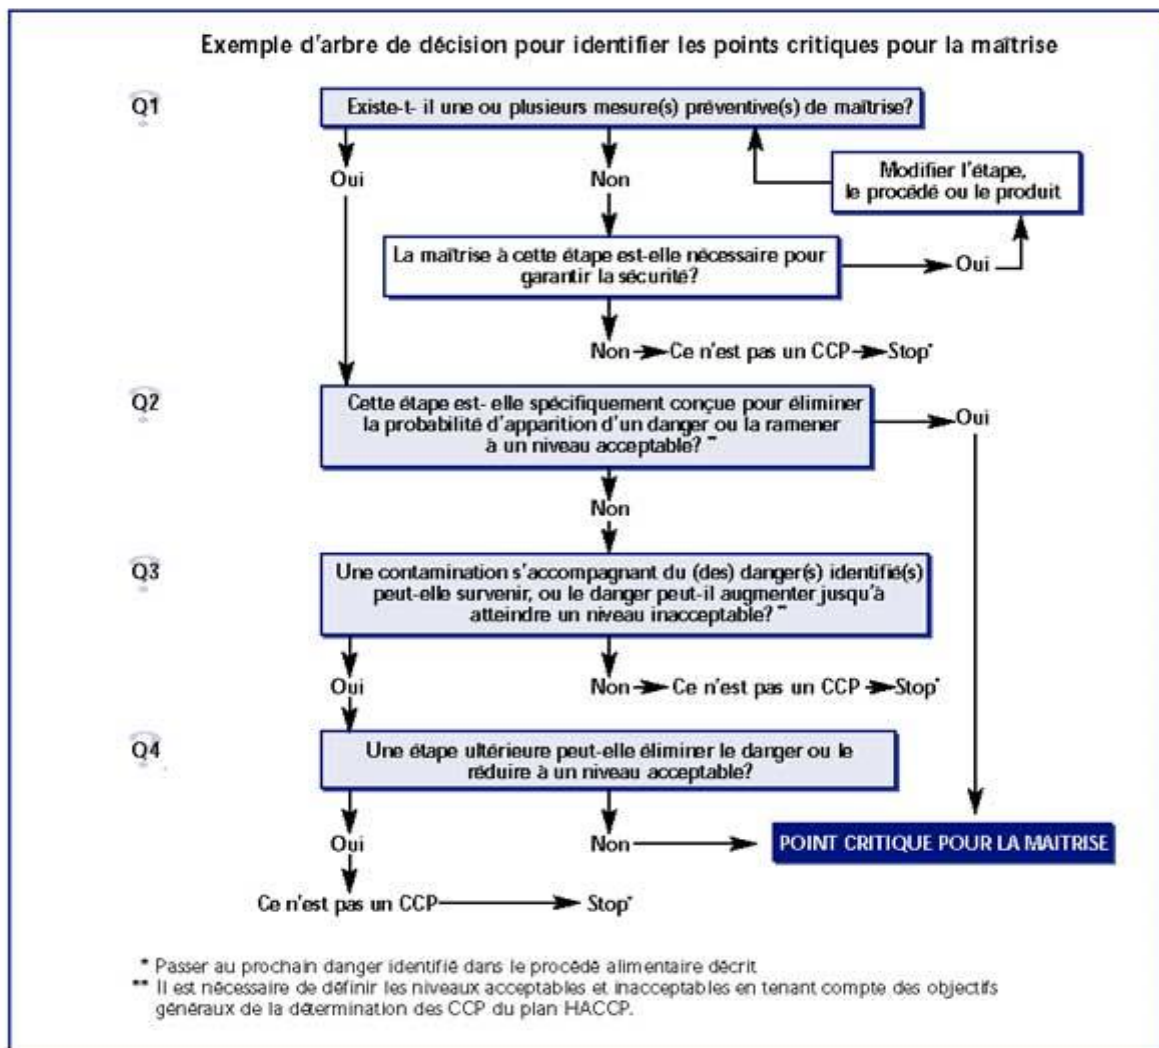 Exemple d'arbre de décision pour identifier les points critiques pour la maîtrise
Q1
Existe-t- il une ou plusieurs mesure(s) préventive(s) de maîtrise?
Oui
Non
Modifier l'étape,
le procédé ou le produit
La maîtrise à cette étape est-elle nécessaire pour
garantir la sécurité?
Oui
Non
Ce n'est pas un CCP
Stop*
Q2
Cette étape est- elle spécifiquement conçue pour éliminer
la probabilité d'apparition d'un danger ou la ramener
à un niveau acceptable? **
Oui
Non
Q3
Une contamination s'accompagnant du (des) danger(s) identifié(s)
peut-elle survenir, ou le danger peut-il augmenter jusqu'à
atteindre un niveau inacceptable? **
Oui
Non
Ce n'est pas un CCP
Stop*
Q4
Une étape ultérieure peut-elle éliminer le danger ou le
réduire à un niveau acceptable?
Oui
Non
POINT CRITIQUE POUR LA MAITRISE
Ce n'est pas un CCP
Stop*
* Passer au prochain danger identifié dans le procédé alimentaire décrit
** Il est nécessaire de définir les niveaux acceptables et inacceptables en tenant compte des objectifs
généraux de la détermination des CCP du plan HACCP.